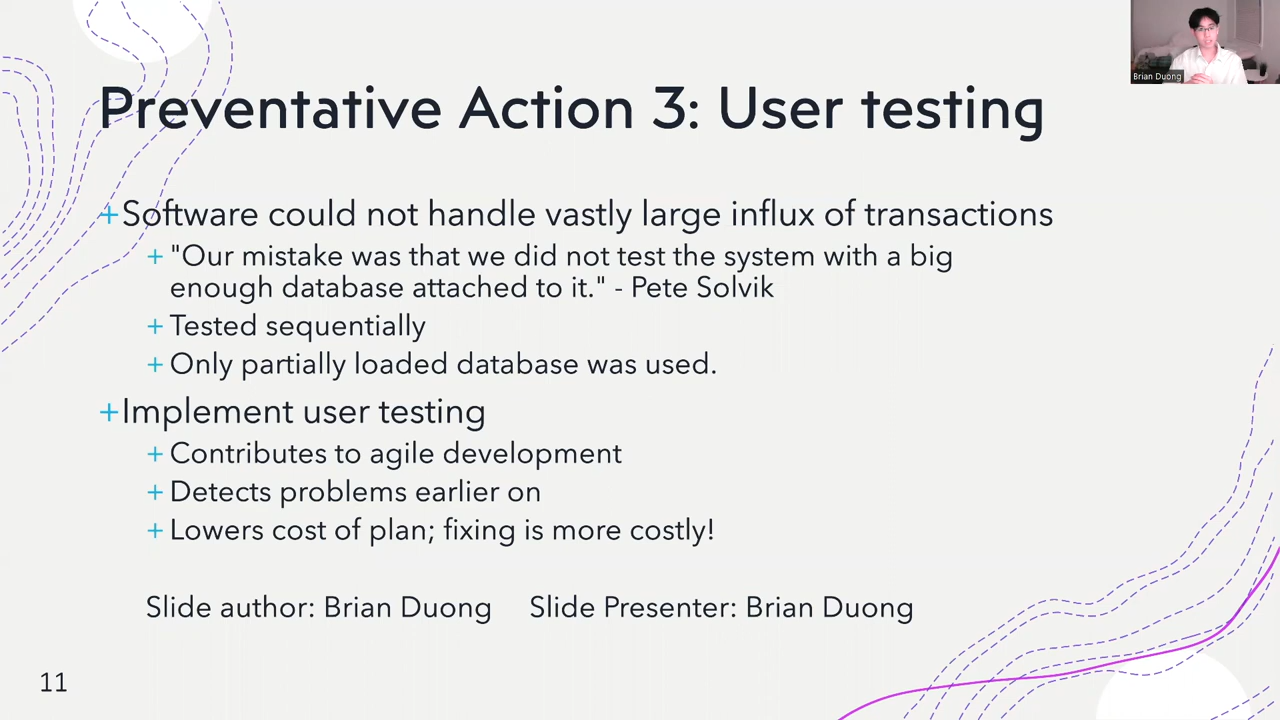 Brian Duong
Preventative Action 3: User testing
+Software could not handle vastly large influx of transactions
+ "Our mistake was that we did not test the system with a big
enough database attached to it." - Pete Solvik
+ Tested sequentially
+ Only partially loaded database was used.
+Implement user testing
+ Contributes to agile development
+ Detects problems earlier on
+ Lowers cost of plan; fixing is more costly!
Slide author: Brian Duong Slide Presenter: Brian Duong
11